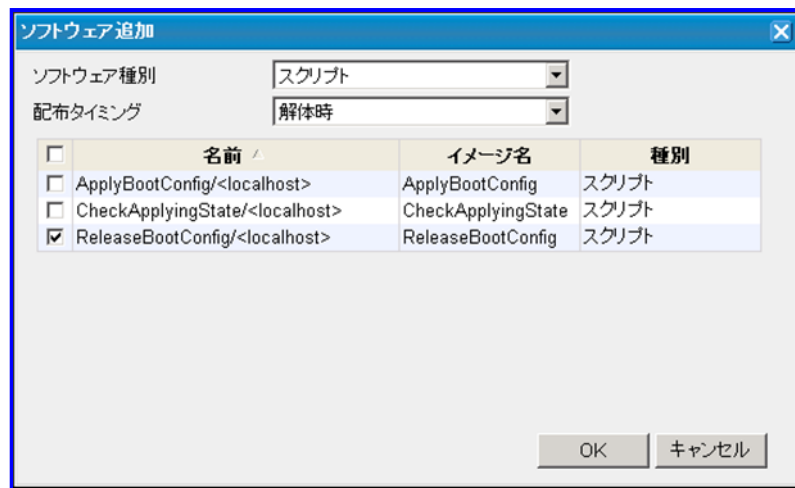 ソフトウェア追加
ソフトウェア種別 スクリプト
配布タイミング 解体時
名前 イメージ名 種別
ApplyBootConfig/<localhost> ApplyBootConfig スクリプト
CheckApplyingState/<localhost> CheckApplyingState スクリプト
ReleaseBootConfig/<localhost> ReleaseBootConfig スクリプト
OK キャンセル